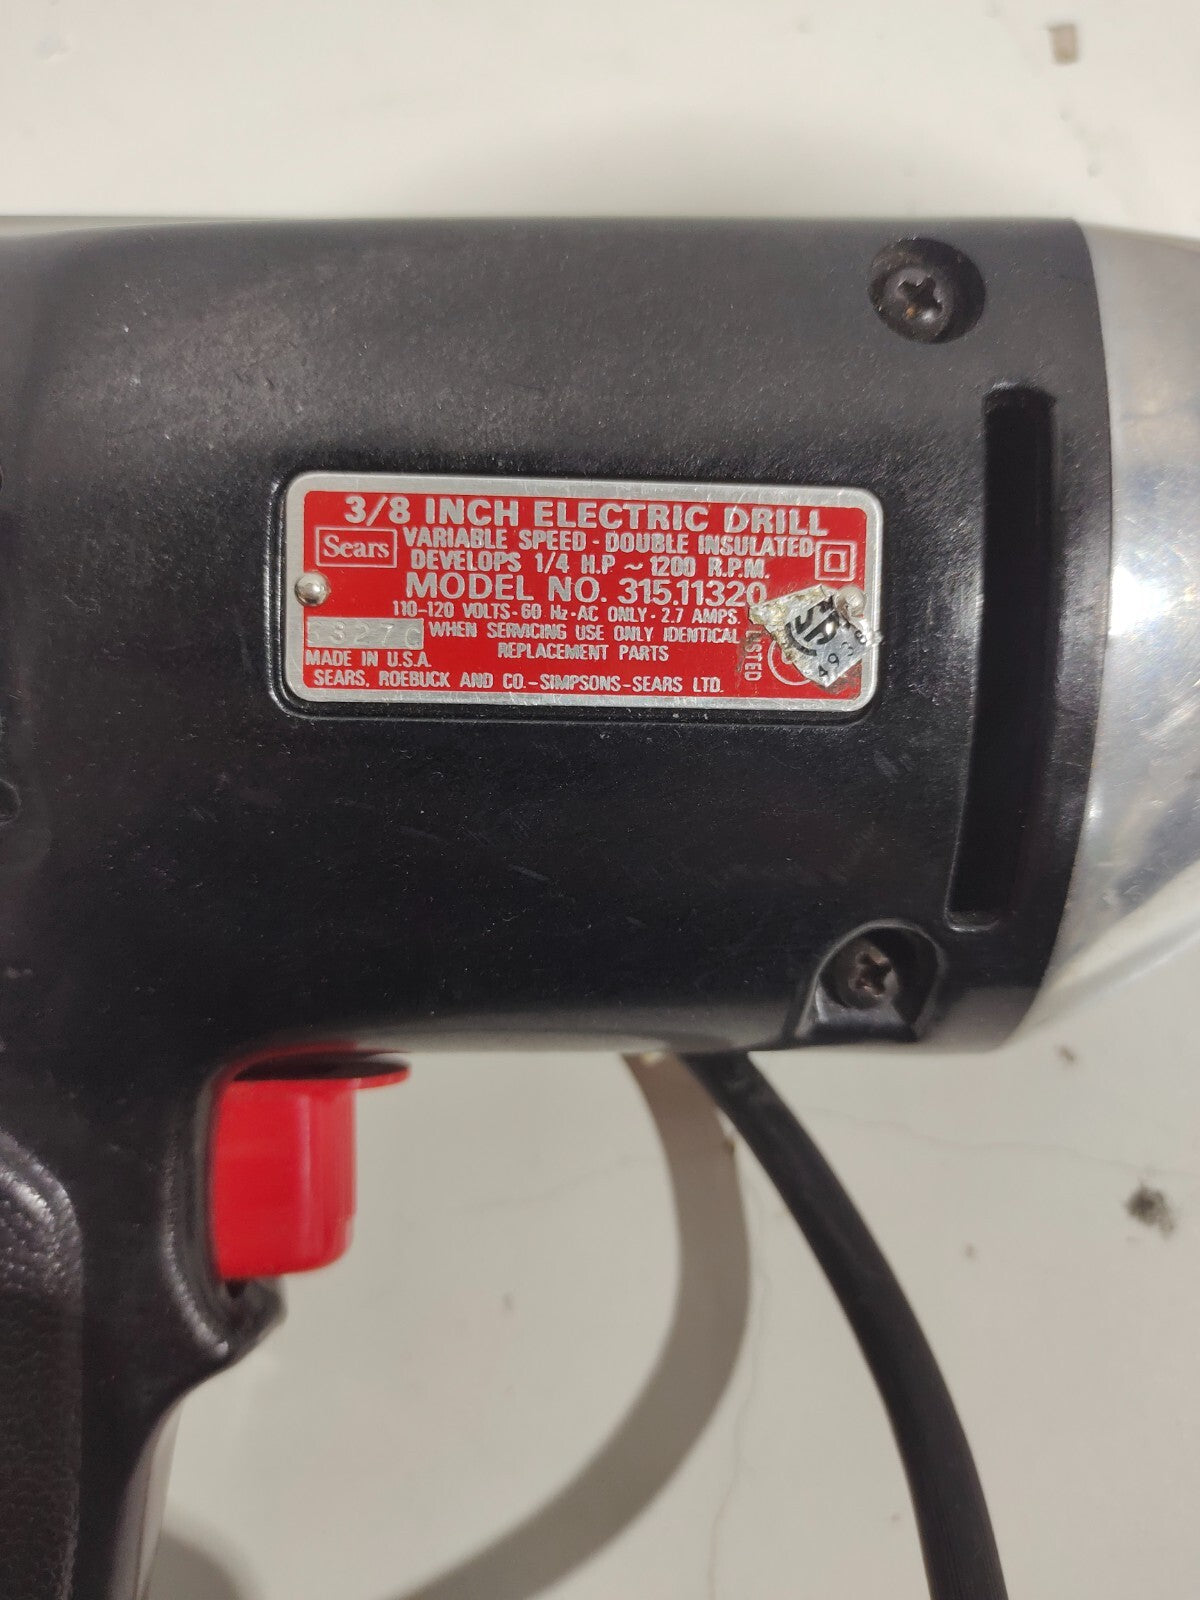 3/8 INCH ELECTRIC DRILL
Sears
VARIABLE SPEED - DOUBLE INSULATED
DEVELOPS 1/4 H.P ~ 1200 R.P.M.
MODEL NO. 315.11320
110-120 VOLTS - 60 Hz - AC ONLY - 2.7 AMPS.
WHEN SERVICING USE ONLY IDENTICAL
REPLACEMENT PARTS
MADE IN U.S.A.
SEARS, ROEBUCK AND CO.-SIMPSONS-SEARS LTD.
LISTED